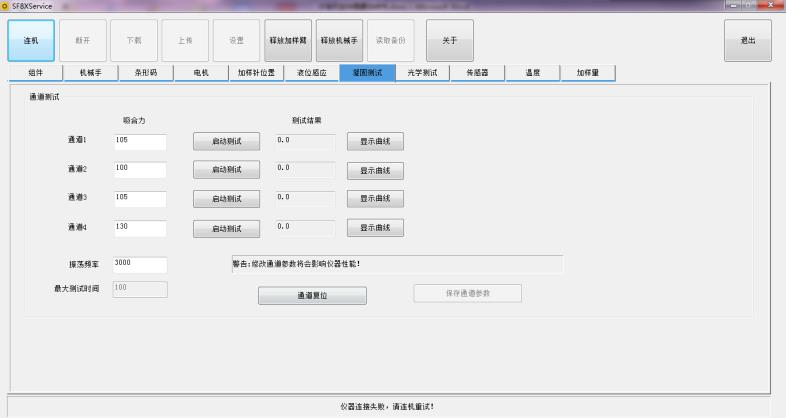 SF8XService
连机 断开 下载 上传 设置 释放加样臂 释放机械手 读取备份 关于 退出
组件 机械手 条形码 电机 加样针位置 液位感应 凝固测试 光学测试 传感器 温度 加样量
通道测试
吸合力 测试结果
通道1 105 启动测试 0.0 显示曲线
通道2 100 启动测试 0.0 显示曲线
通道3 105 启动测试 0.0 显示曲线
通道4 130 启动测试 0.0 显示曲线
振荡频率 3000 警告:修改通道参数将会影响仪器性能!
最大测试时间 100 通道复位 保存通道参数
仪器连接失败，请连机重试!